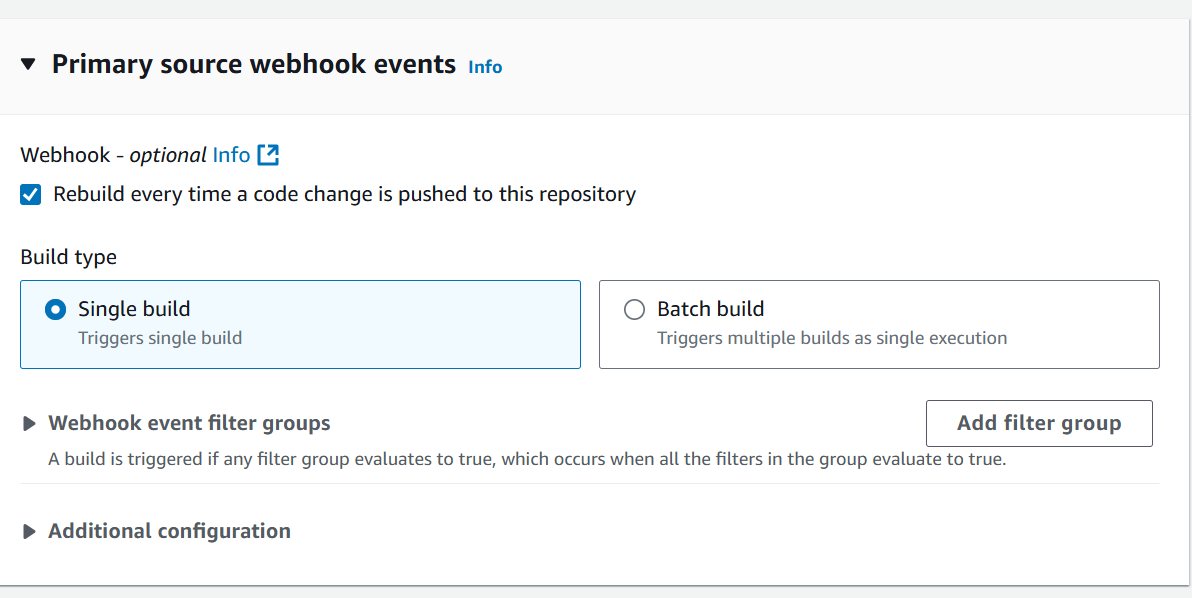 Primary source webhook events Info
Webhook - optional Info
Rebuild every time a code change is pushed to this repository
Build type
Single build
Triggers single build
Batch build
Triggers multiple builds as single execution
Webhook event filter groups
Add filter group
A build is triggered if any filter group evaluates to true, which occurs when all the filters in the group evaluate to true.
Additional configuration